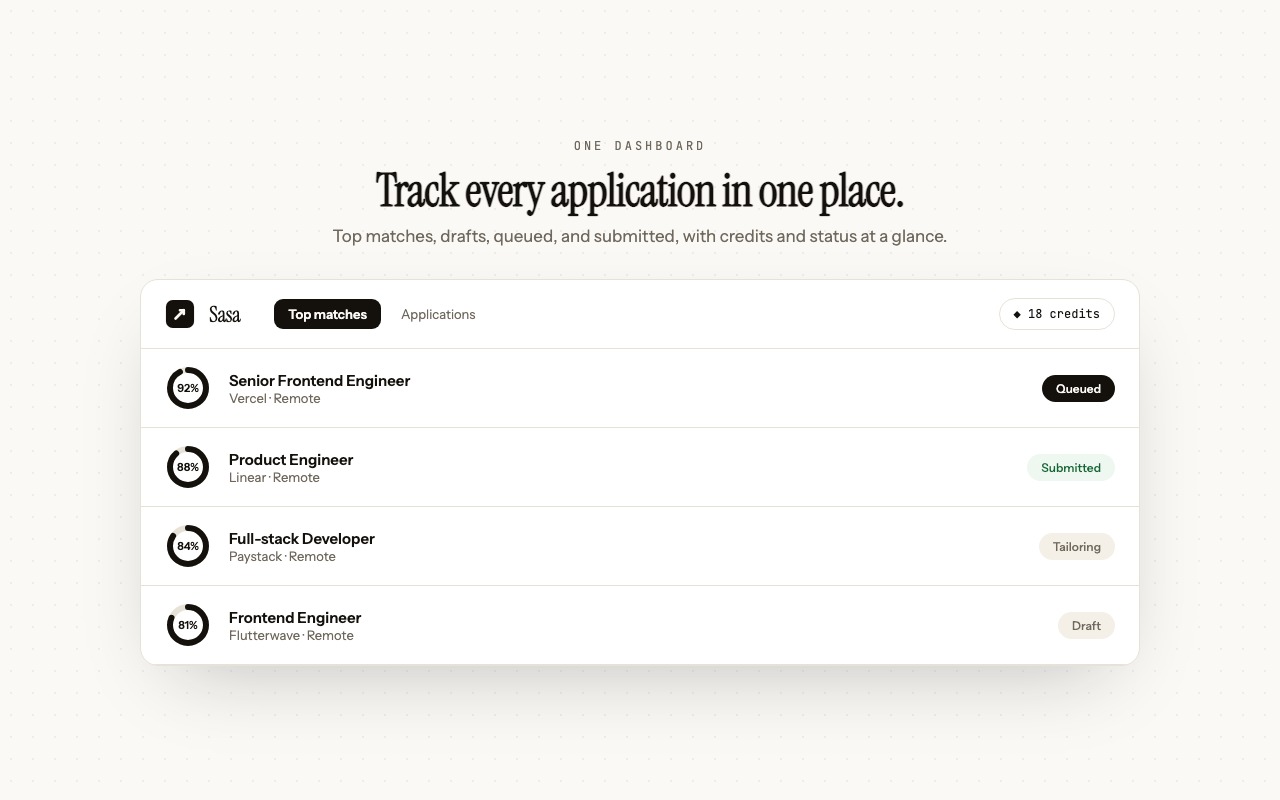 ONE DASHBOARD
Track every application in one place.
Top matches, drafts, queued, and submitted, with credits and status at a glance.
Sasa Top matches Applications ◆ 18 credits
92% Senior Frontend Engineer Queued
Vercel · Remote
88% Product Engineer Submitted
Linear · Remote
84% Full-stack Developer Tailoring
Paystack · Remote
81% Frontend Engineer Draft
Flutterwave · Remote